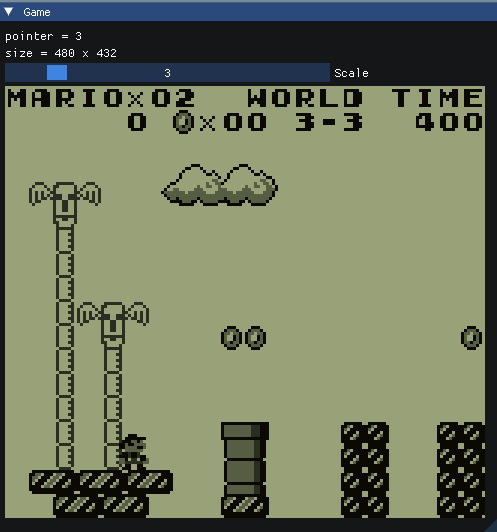 Game
pointer = 3
size = 480 x 432
3 Scale
MARIO×02 WORLD TIME
0 ×00 3-3 400